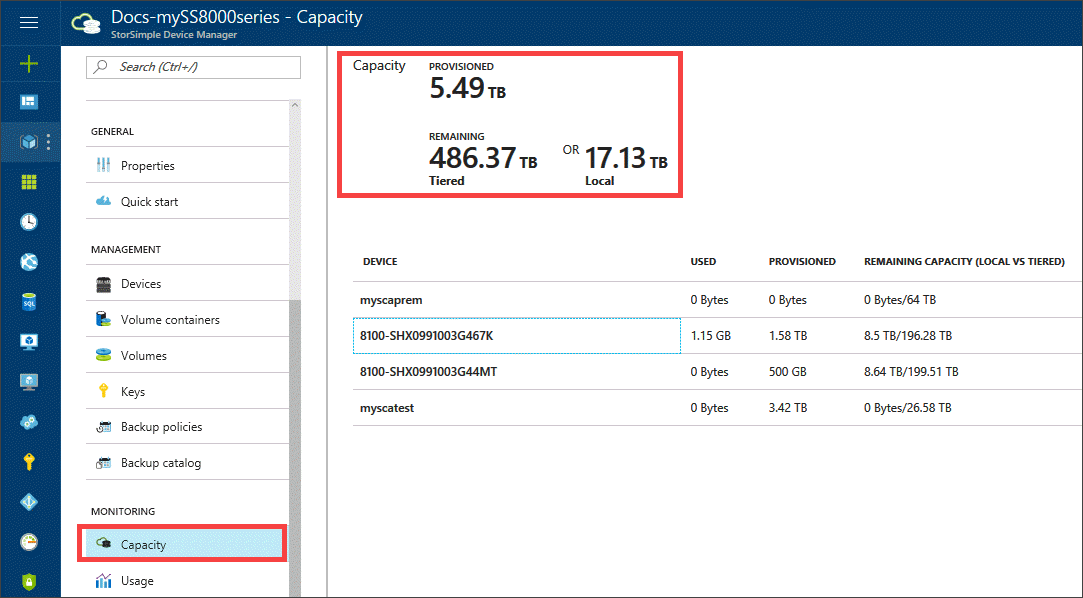 Docs-mySS8000series - Capacity
StorSimple Device Manager
Search (Ctrl+/)
GENERAL
Properties
Quick start
MANAGEMENT
Devices
Volume containers
Volumes
Keys
Backup policies
Backup catalog
MONITORING
Capacity
Usage
Capacity PROVISIONED
5.49 TB
REMAINING
486.37 TB OR 17.13 TB
Tiered Local
DEVICE USED PROVISIONED REMAINING CAPACITY (LOCAL VS TIERED)
myscaprem 0 Bytes 0 Bytes 0 Bytes/64 TB
8100-SHX0991003G467K 1.15 GB 1.58 TB 8.5 TB/196.28 TB
8100-SHX0991003G44MT 0 Bytes 500 GB 8.64 TB/199.51 TB
myscatest 0 Bytes 3.42 TB 0 Bytes/26.58 TB
SQL